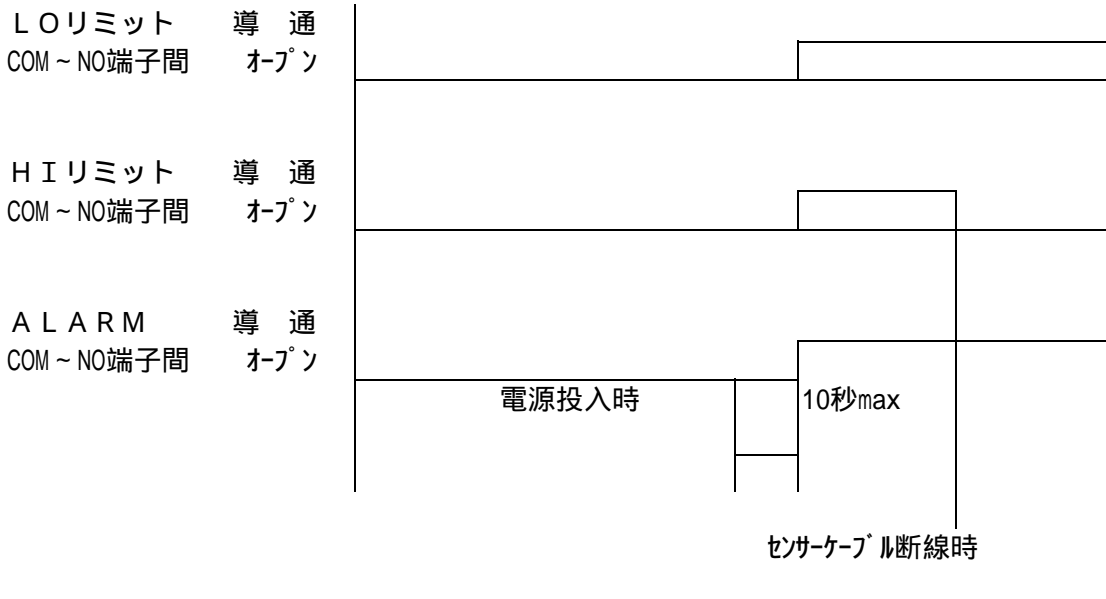 ＬＯリミット　　導　通
COM～NO端子間　　ｵｰﾌﾟﾝ
ＨＩリミット　　導　通
COM～NO端子間　　ｵｰﾌﾟﾝ
ＡＬＡＲＭ　　　導　通
COM～NO端子間　　ｵｰﾌﾟﾝ
電源投入時　10秒max
ｾﾝｻｰｹｰﾌﾞﾙ断線時